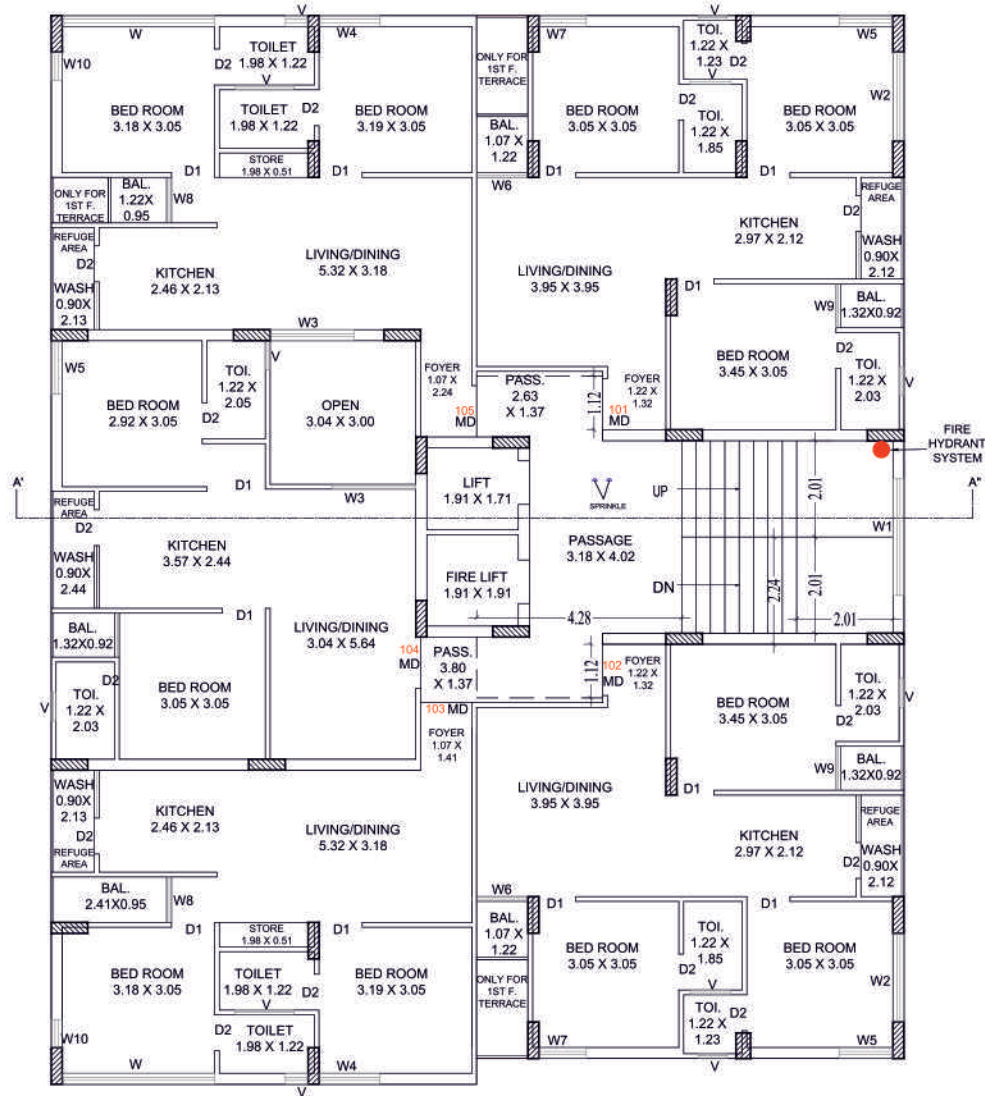 V
W
TOILET
1.98 X 1.22
W4
ONLY FOR
1ST F.
TERRACE
W7
TOI.
1.22 X
1.23
W5
W10
D2
V
D2
V
W2
BED ROOM
3.18 X 3.05
TOILET
1.98 X 1.22
D2
BED ROOM
3.19 X 3.05
BED ROOM
3.05 X 3.05
D2
TOI.
1.22 X
1.85
BED ROOM
3.05 X 3.05
BAL.
1.07 X
1.22
STORE
1.98 X 0.51
D1
D1
D1
D1
W6
ONLY FOR
1ST F.
TERRACE
BAL.
1.22X
0.95
W8
REFUGE
AREA
D2
KITCHEN
2.97 X 2.12
WASH
0.90X
2.12
REFUGE
AREA
D2
WASH
0.90X
2.13
KITCHEN
2.46 X 2.13
LIVING/DINING
5.32 X 3.18
LIVING/DINING
3.95 X 3.95
D1
W9
BAL.
1.32X0.92
W3
W5
V
TOI.
1.22 X
2.05
D2
BED ROOM
2.92 X 3.05
OPEN
3.04 X 3.00
FOYER
1.07 X
2.24
105
MD
PASS.
2.63
X 1.37
1.12
FOYER
1.22 X
1.32
101
MD
BED ROOM
3.45 X 3.05
D2
TOI.
1.22 X
2.03
V
FIRE
HYDRANT
SYSTEM
D1
W3
A'
A"
LIFT
1.91 X 1.71
V
SPRINKLE
UP
2.01
W1
REFUGE
AREA
D2
WASH
0.90X
2.44
KITCHEN
3.57 X 2.44
FIRE LIFT
1.91 X 1.91
PASSAGE
3.18 X 4.02
DN
2.24
2.01
2.01
4.28
D1
BAL.
1.32X0.92
LIVING/DINING
3.04 X 5.64
104
MD
PASS.
3.80
X 1.37
1.12
102
MD
FOYER
1.22 X
1.32
D2
TOI.
1.22 X
2.03
V
BED ROOM
3.05 X 3.05
103 MD
FOYER
1.07 X
1.41
BED ROOM
3.45 X 3.05
D2
TOI.
1.22 X
2.03
V
W9
BAL.
1.32X0.92
D1
WASH
0.90X
2.13
D2
REFUGE
AREA
KITCHEN
2.46 X 2.13
LIVING/DINING
5.32 X 3.18
LIVING/DINING
3.95 X 3.95
KITCHEN
2.97 X 2.12
REFUGE
AREA
D2
WASH
0.90X
2.12
BAL.
2.41X0.95
W8
W6
D1
D1
D1
D1
STORE
1.98 X 0.51
BAL.
1.07 X
1.22
TOI.
1.22 X
1.85
D2
BED ROOM
3.18 X 3.05
TOILET
1.98 X 1.22
V
D2
BED ROOM
3.19 X 3.05
BED ROOM
3.05 X 3.05
BED ROOM
3.05 X 3.05
W2
ONLY FOR
1ST F.
TERRACE
V
TOI.
1.22 X
1.23
D2
W10
D2
TOILET
1.98 X 1.22
W
W4
W7
W5
V
V